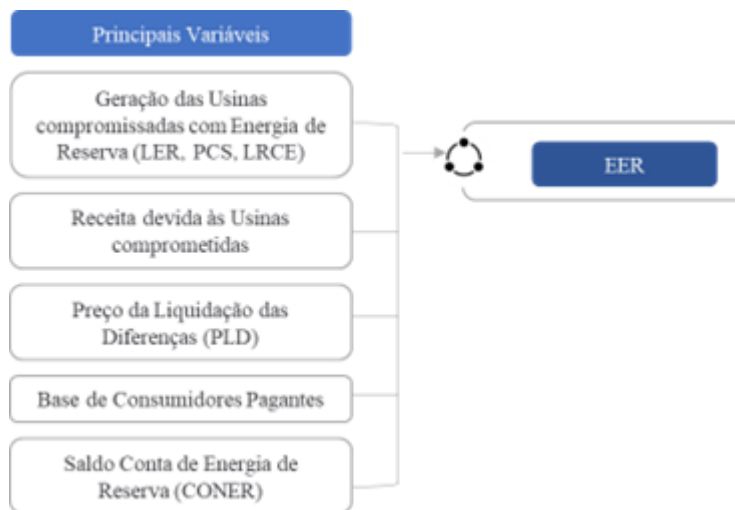 Principais Variáveis
Geração das Usinas
compromissadas com Energia de
Reserva (LER, PCS, LRCE)
Receita devida às Usinas
comprometidas
Preço da Liquidação das
Diferenças (PLD)
Base de Consumidores Pagantes
Saldo Conta de Energia de
Reserva (CONER)
EER